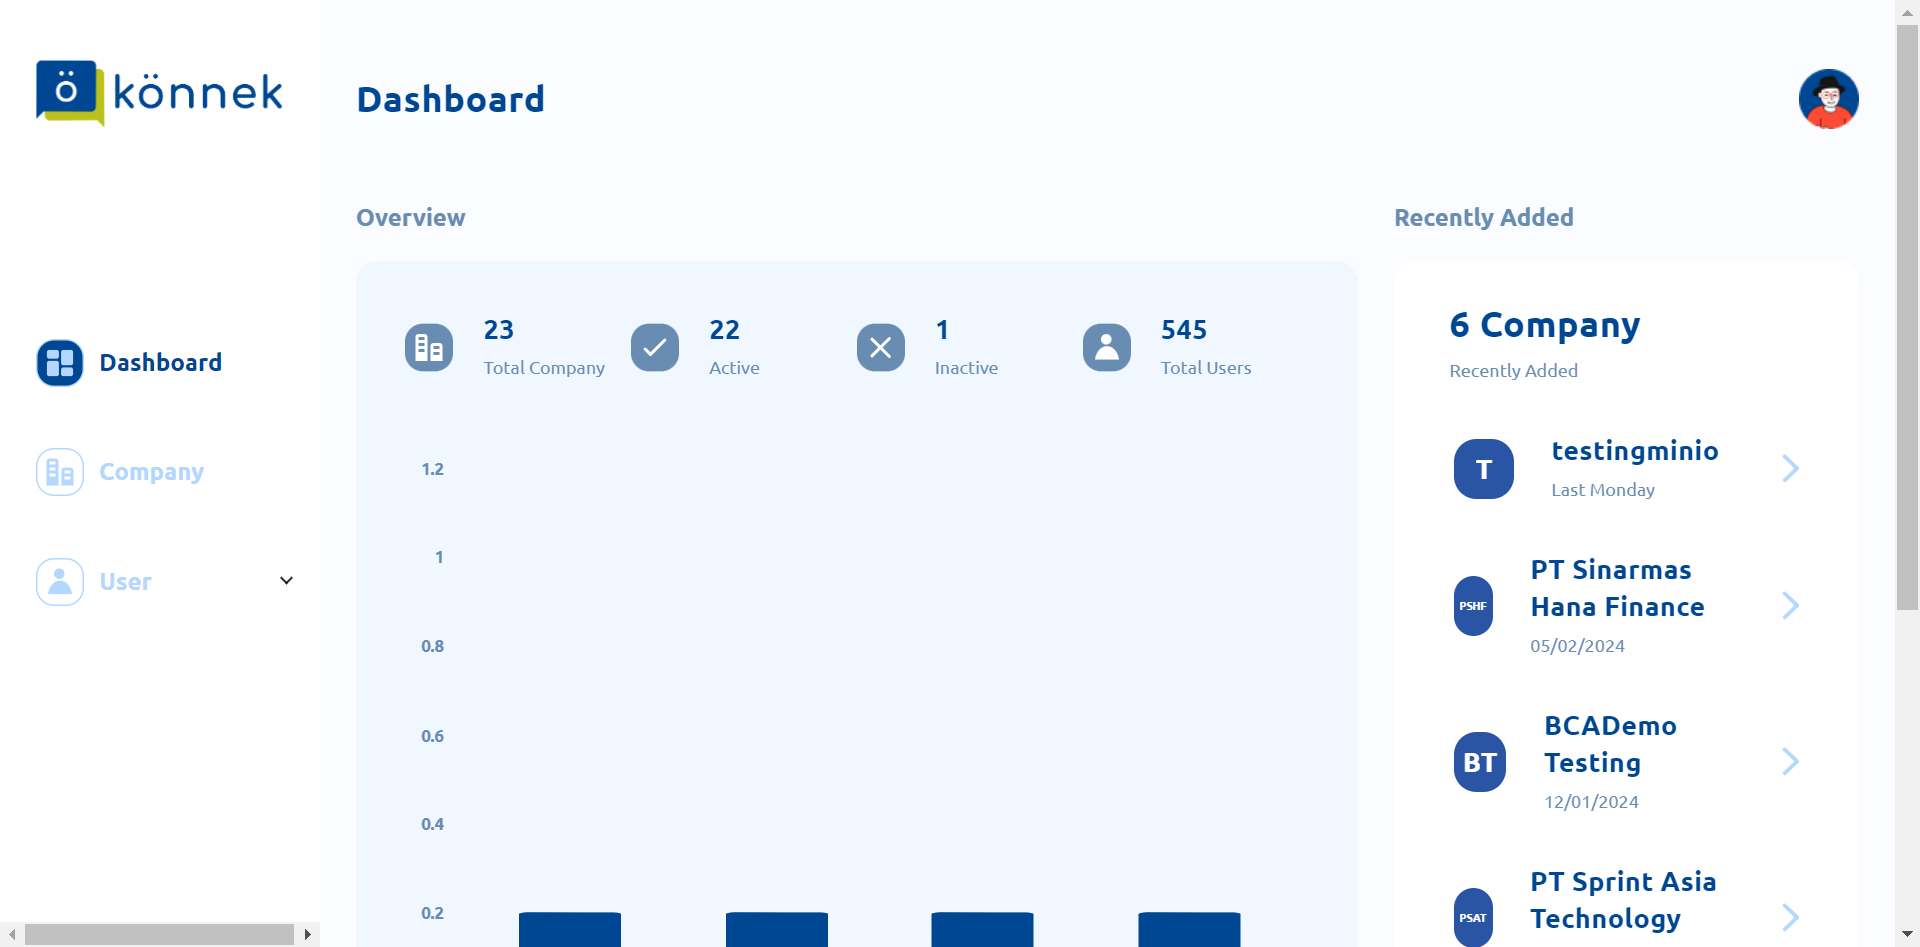 ö könnek
Dashboard
Company
User
Dashboard
Overview
23
Total Company
22
Active
1
Inactive
545
Total Users
1.2
1
0.8
0.6
0.4
0.2
Recently Added
6 Company
Recently Added
T
testingminio
Last Monday
PSHF
PT Sinarmas
Hana Finance
05/02/2024
BT
BCADemo
Testing
12/01/2024
PSAT
PT Sprint Asia
Technology